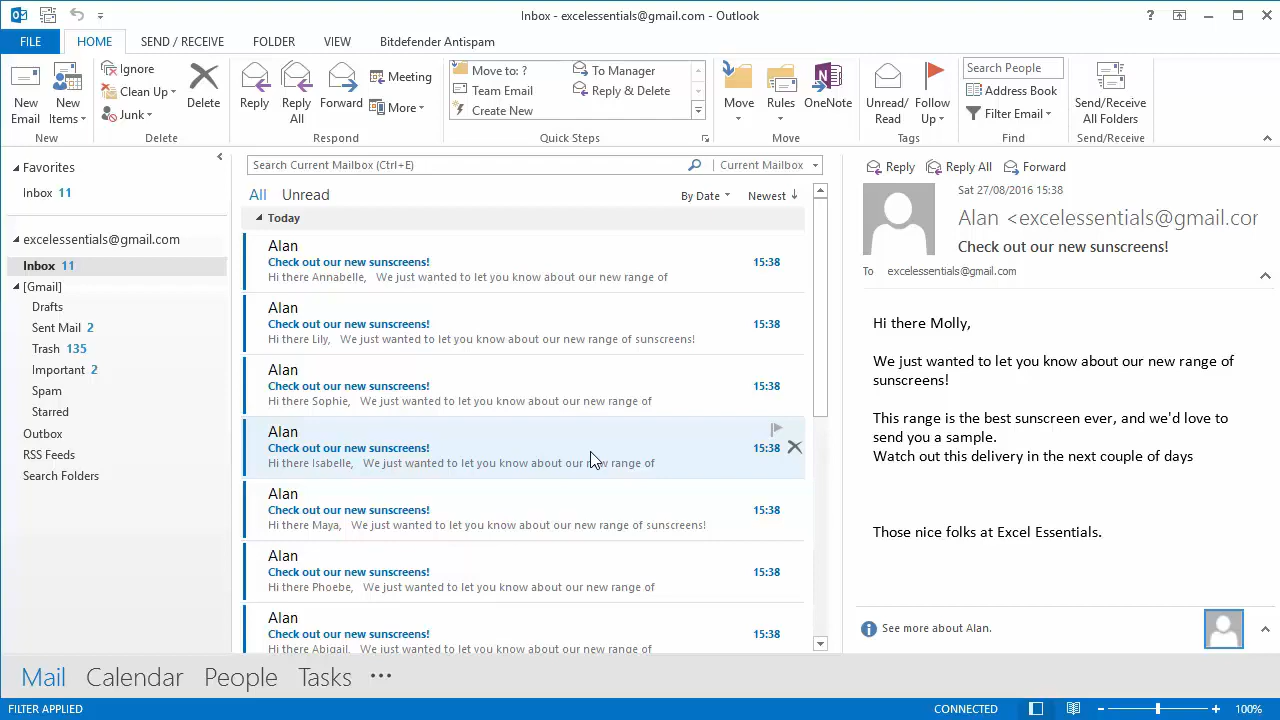 Inbox - excelessentials@gmail.com - Outlook
?
FILE
HOME
SEND / RECEIVE
FOLDER
VIEW
Bitdefender Antispam
New Email
New Items
New
Ignore
Clean Up
Junk
Delete
Delete
Reply
Reply All
Forward
Meeting
More
Respond
Move to: ?
Team Email
Create New
To Manager
Reply & Delete
Quick Steps
Move
Rules
OneNote
Move
Unread/ Read
Follow Up
Tags
Search People
Address Book
Filter Email
Find
Send/Receive All Folders
Send/Receive
Favorites
Inbox 11
excelessentials@gmail.com
Inbox 11
[Gmail]
Drafts
Sent Mail 2
Trash 135
Important 2
Spam
Starred
Outbox
RSS Feeds
Search Folders
Search Current Mailbox (Ctrl+E)
Current Mailbox
All Unread
By Date Newest
Today
Alan
Check out our new sunscreens! 15:38
Hi there Annabelle, We just wanted to let you know about our new range of
Alan
Check out our new sunscreens! 15:38
Hi there Lily, We just wanted to let you know about our new range of sunscreens!
Alan
Check out our new sunscreens! 15:38
Hi there Sophie, We just wanted to let you know about our new range of
Alan
Check out our new sunscreens! 15:38
Hi there Isabelle, We just wanted to let you know about our new range of
Alan
Check out our new sunscreens! 15:38
Hi there Maya, We just wanted to let you know about our new range of sunscreens!
Alan
Check out our new sunscreens! 15:38
Hi there Phoebe, We just wanted to let you know about our new range of
Alan
Check out our new sunscreens! 15:38
Hi there Abigail, We just wanted to let you know about our new range of
Reply
Reply All
Forward
Sat 27/08/2016 15:38
Alan <excelessentials@gmail.cor
Check out our new sunscreens!
To excelessentials@gmail.com
Hi there Molly,
We just wanted to let you know about our new range of
sunscreens!
This range is the best sunscreen ever, and we'd love to
send you a sample.
Watch out this delivery in the next couple of days
Those nice folks at Excel Essentials.
See more about Alan.
Mail Calendar People Tasks •••
FILTER APPLIED
CONNECTED
100%